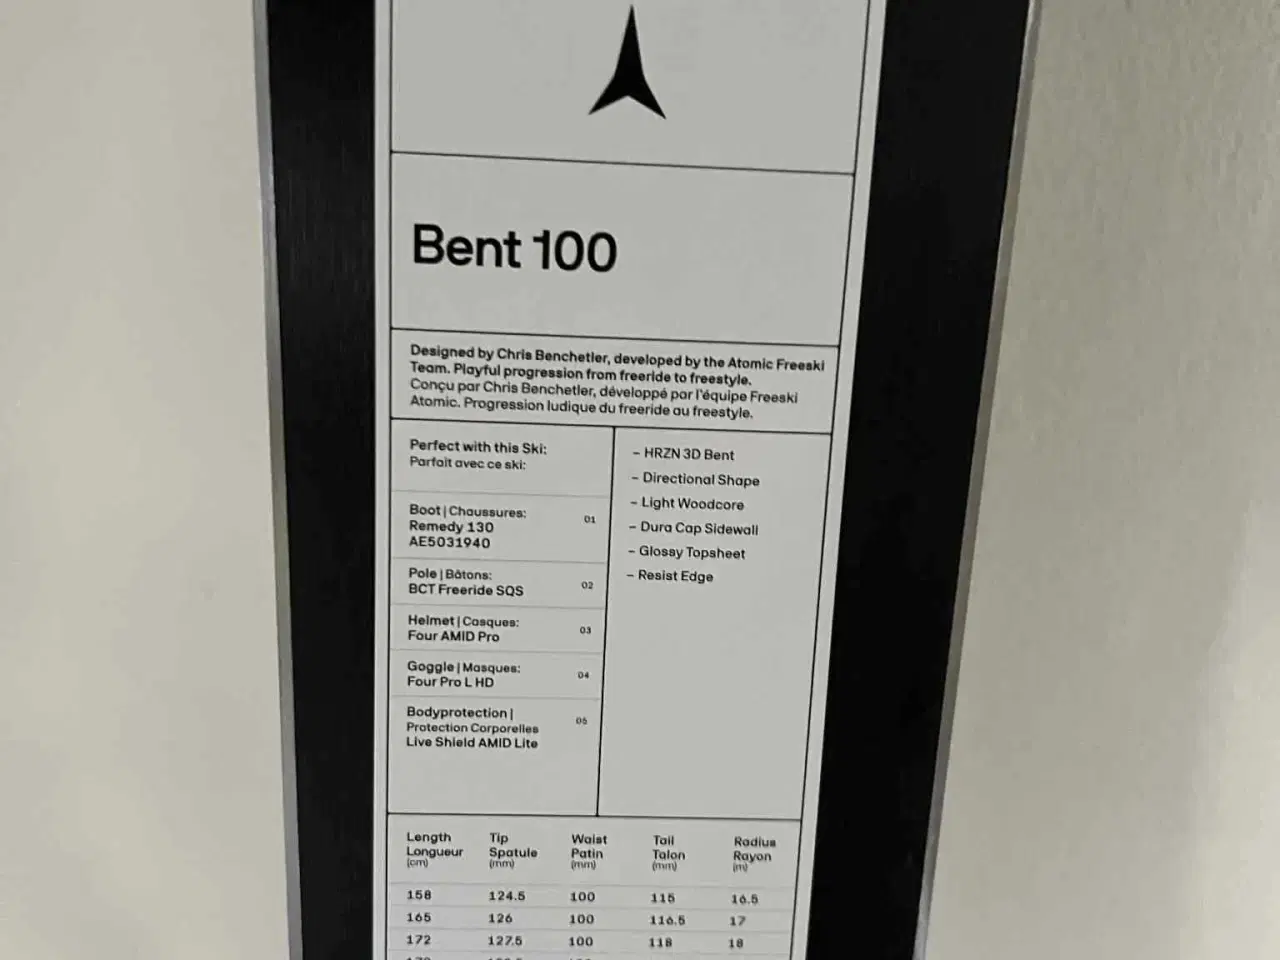 Bent 100
Designed by Chris Benchetler, developed by the Atomic Freeski
Team. Playful progression from freeride to freestyle.
Conçu par Chris Benchetler, développé par l'équipe Freeski
Atomic. Progression ludique du freeride au freestyle.
Perfect with this Ski:
Parfait avec ce ski:
Boot | Chaussures:
Remedy 130
AE5031940
01
Pole | Bâtons:
BCT Freeride SQS
02
Helmet | Casques:
Four AMID Pro
03
Goggle | Masques:
Four Pro L HD
04
Bodyprotection |
Protection Corporelles
Live Shield AMID Lite
05
– HRZN 3D Bent
– Directional Shape
– Light Woodcore
– Dura Cap Sidewall
– Glossy Topsheet
– Resist Edge
Length Tip Waist Tail Radius
Longueur Spatule Patin Talon Rayon
(cm) (mm) (mm) (mm) (m)
158 124.5 100 115 16.5
165 126 100 116.5 17
172 127.5 100 118 18